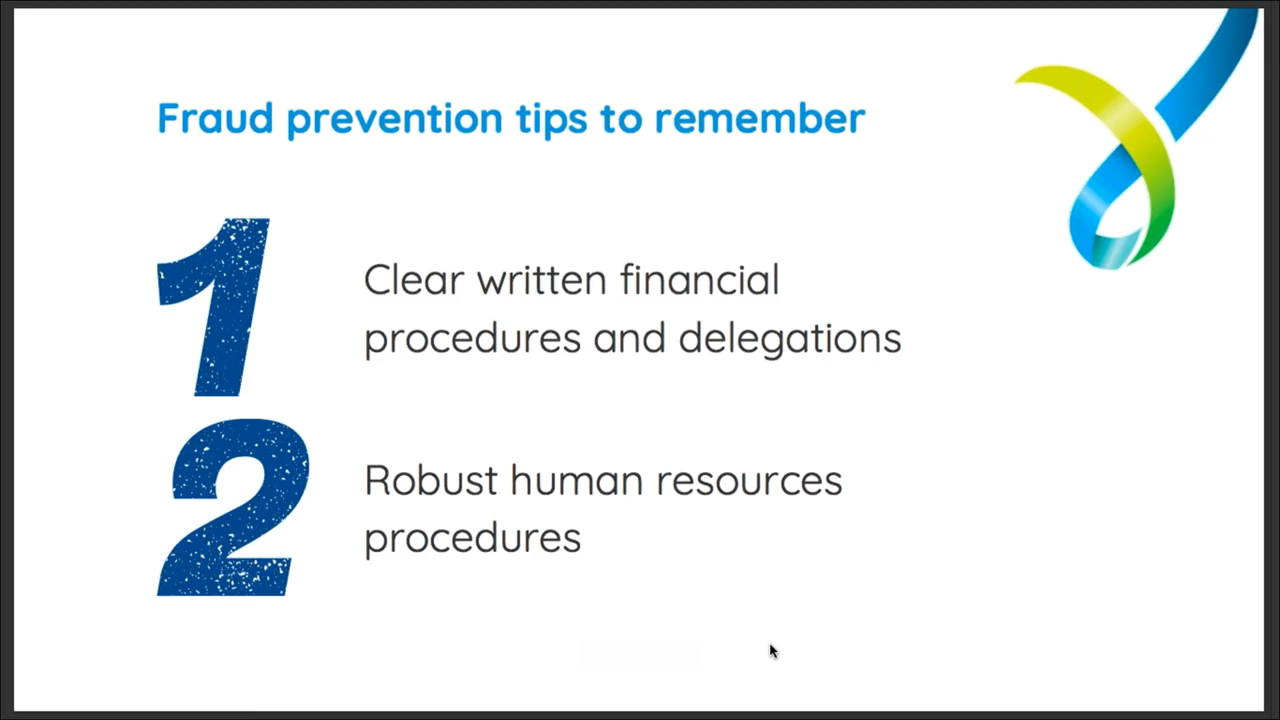 Fraud prevention tips to remember
1
Clear written financial
procedures and delegations
2
Robust human resources
procedures